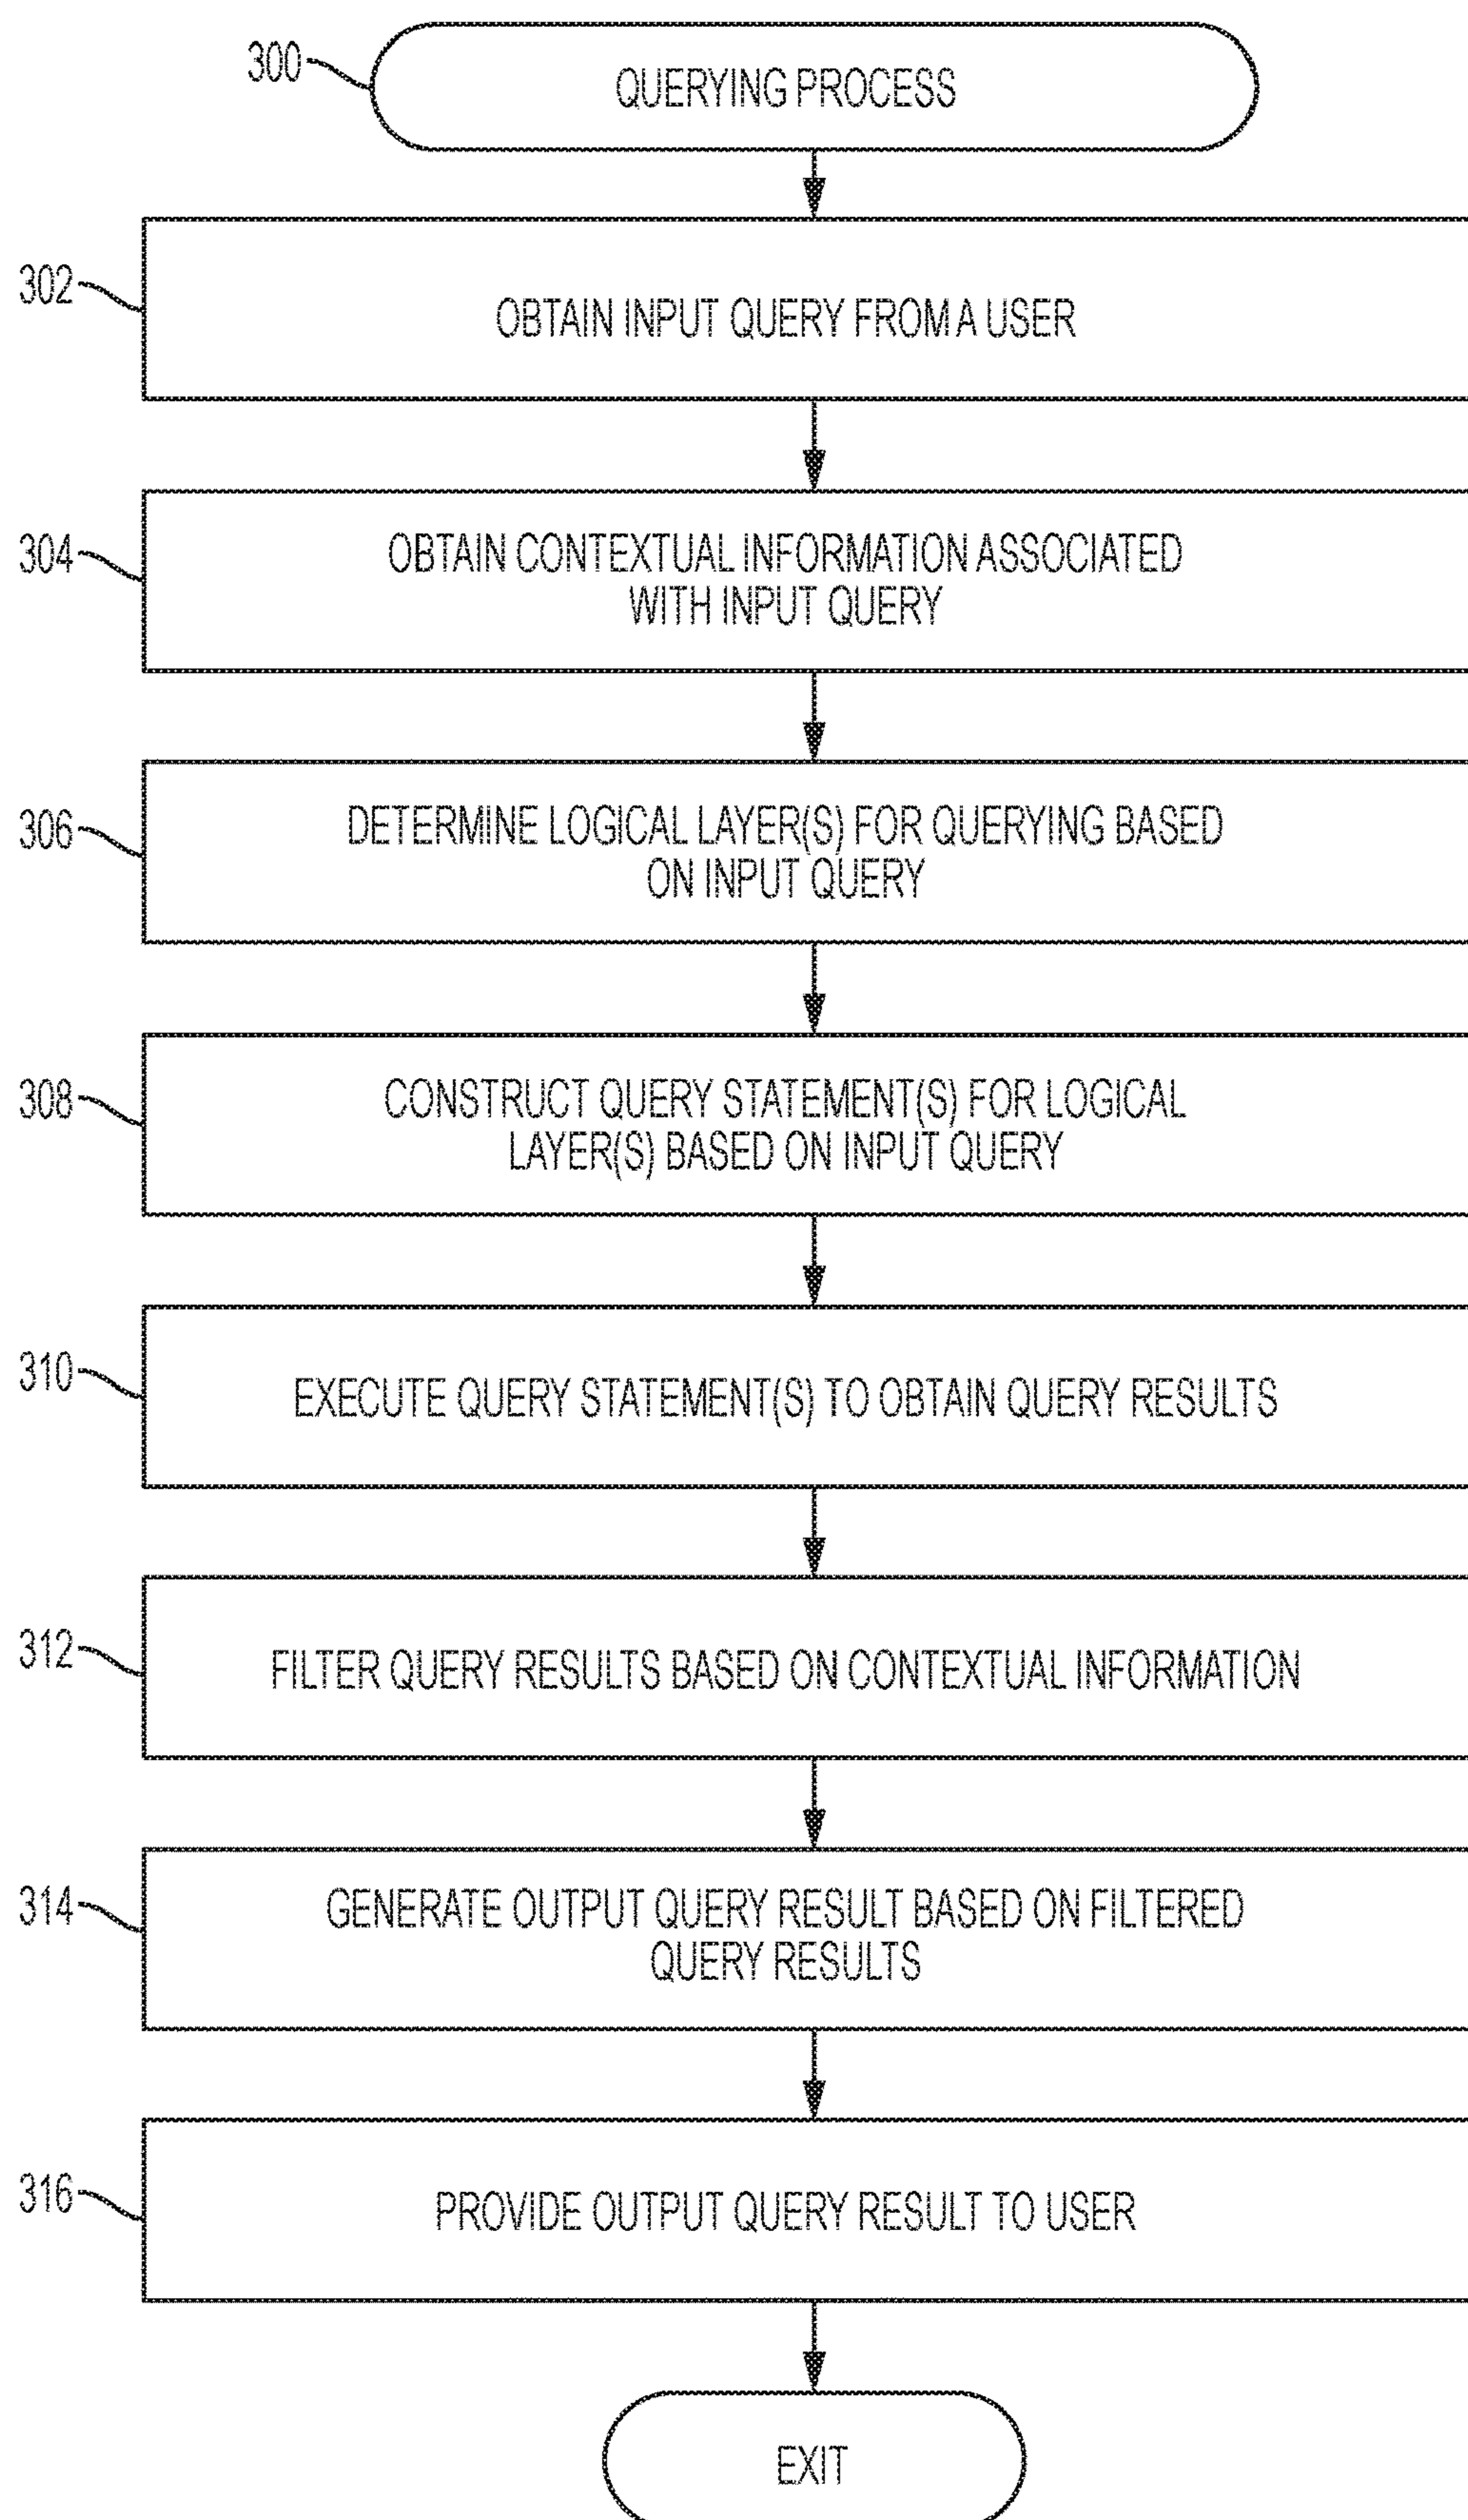 300
QUERYING PROCESS
302
OBTAIN INPUT QUERY FROM A USER
304
OBTAIN CONTEXTUAL INFORMATION ASSOCIATED
WITH INPUT QUERY
306
DETERMINE LOGICAL LAYER(S) FOR QUERYING BASED
ON INPUT QUERY
308
CONSTRUCT QUERY STATEMENT(S) FOR LOGICAL
LAYER(S) BASED ON INPUT QUERY
310
EXECUTE QUERY STATEMENT(S) TO OBTAIN QUERY RESULTS
312
FILTER QUERY RESULTS BASED ON CONTEXTUAL INFORMATION
314
GENERATE OUTPUT QUERY RESULT BASED ON FILTERED
QUERY RESULTS
316
PROVIDE OUTPUT QUERY RESULT TO USER
EXIT